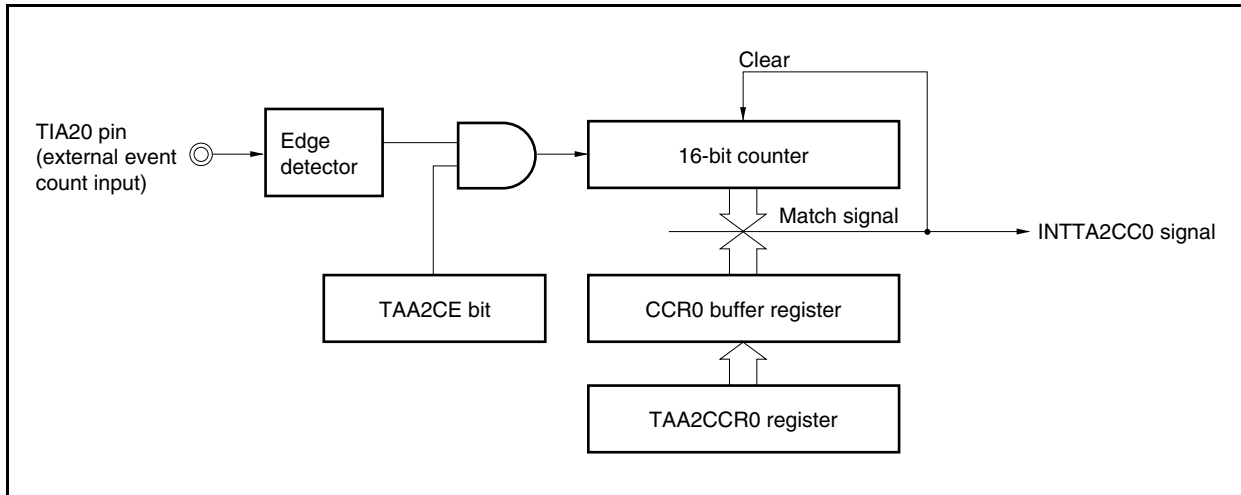 Clear
TIA20 pin
(external event
count input)
Edge
detector
16-bit counter
Match signal
INTTA2CC0 signal
TAA2CE bit
CCR0 buffer register
TAA2CCR0 register